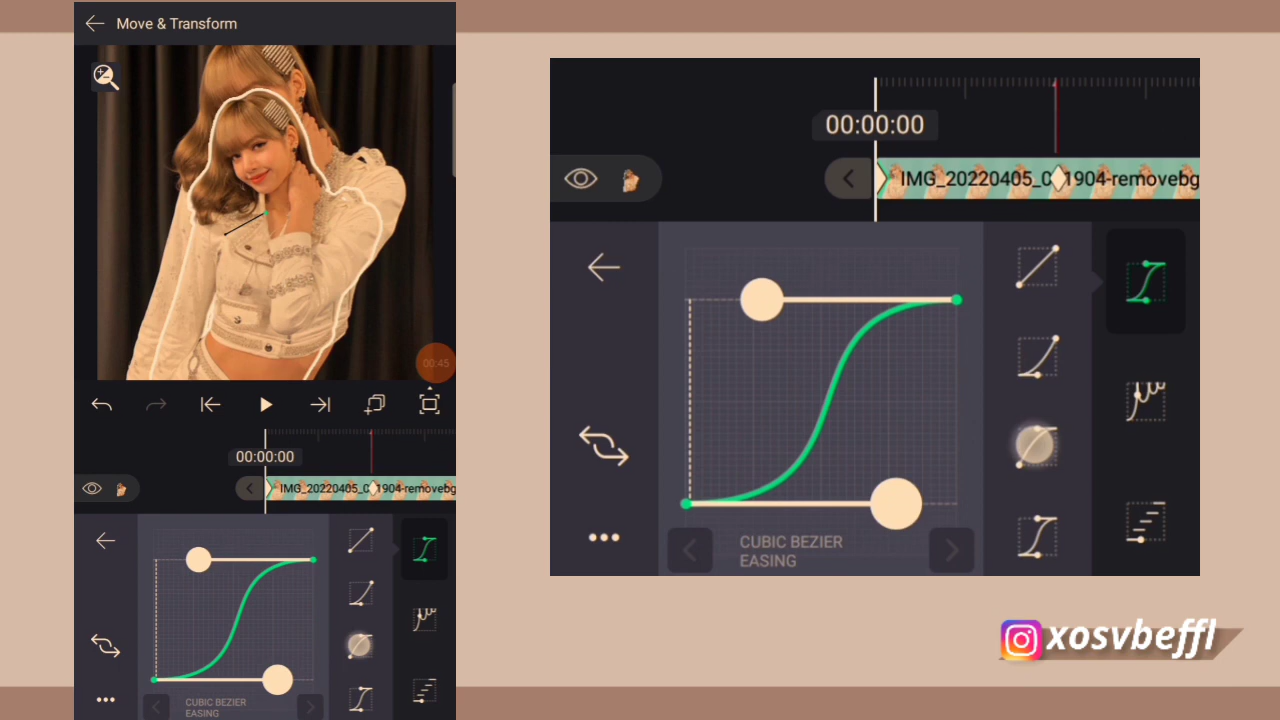 Move & Transform
00:45
00:00:00
IMG_20220405_0 1904-removebg
CUBIC BEZIER
EASING
00:00:00
IMG_20220405_0 1904-removebg
CUBIC BEZIER
EASING
xosvbeffl